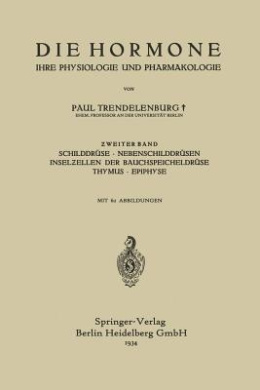 DIE HORMONE
IHRE PHYSIOLOGIE UND PHARMAKOLOGIE
VON
PAUL TRENDELENBURG †
EHEM. PROFESSOR AN DER UNIVERSITÄT BERLIN
ZWEITER BAND
SCHILDDRÜSE · NEBENSCHILDDRÜSEN
INSELZELLEN DER BAUCHSPEICHELDRÜSE
THYMUS · EPIPHYSE
MIT 61 ABBILDUNGEN
Springer-Verlag
Berlin Heidelberg GmbH
1934